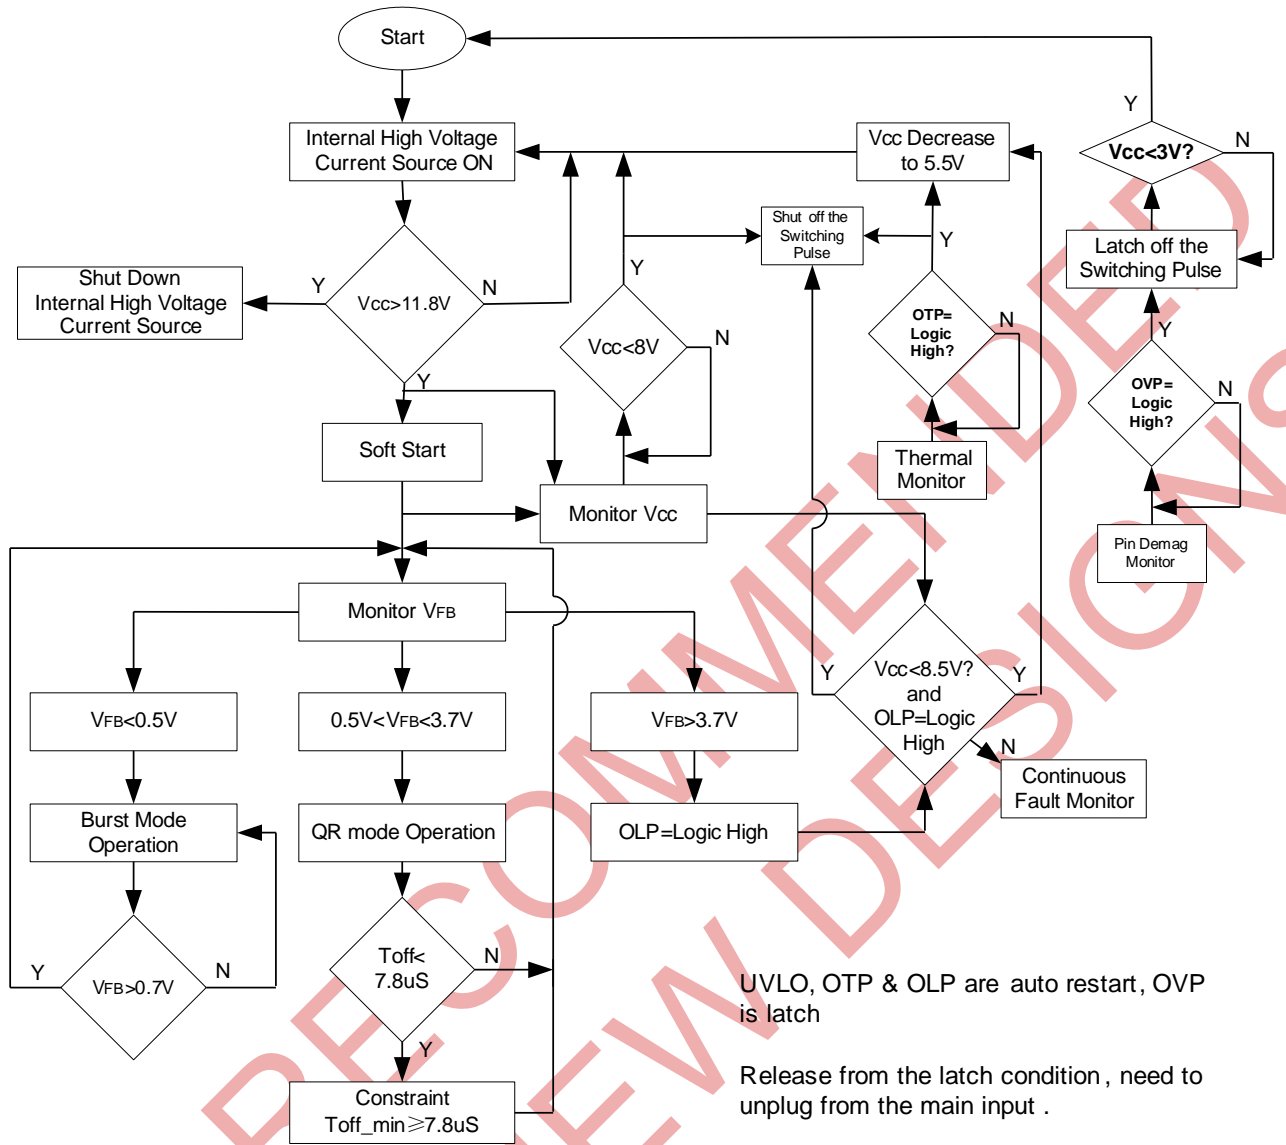 Start
Internal High Voltage
Current Source ON
Vcc Decrease
to 5.5V
Y
Vcc<3V?
N
Shut off the
Switching
Pulse
Y
Latch off the
Switching Pulse
Shut Down
Internal High Voltage
Current Source
Y
Vcc>11.8V
N
Y
Vcc<8V
N
OTP=
Logic
High?
N
Y
OVP=
Logic
High?
N
Y
Soft Start
Thermal
Monitor
Monitor Vcc
Pin Demag
Monitor
Monitor VFB
VFB<0.5V
0.5V<VFB<3.7V
VFB>3.7V
Y
Vcc<8.5V?
and
OLP=Logic
High
Y
N
Continuous
Fault Monitor
Burst Mode
Operation
QR mode Operation
OLP=Logic High
Y
VFB>0.7V
N
Toff<
7.8uS
N
Y
Constraint
Toff_min≥7.8uS
UVLO, OTP & OLP are auto restart, OVP
is latch
Release from the latch condition, need to
unplug from the main input .
RECOMMENDED
NEW DESIGNS